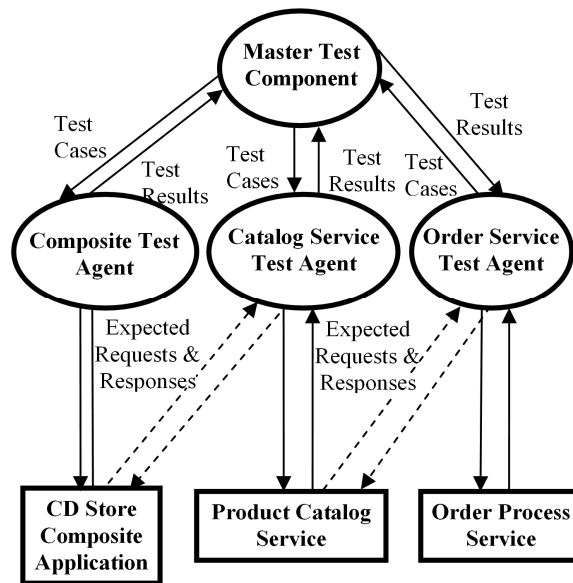 Master Test
Component
Test
Cases
Test
Results
Test
Cases
Test
Results
Test
Results
Test
Cases
Composite Test
Agent
Catalog Service
Test Agent
Order Service
Test Agent
Expected
Requests &
Responses
Expected
Requests &
Responses
CD Store
Composite
Application
Product Catalog
Service
Order Process
Service